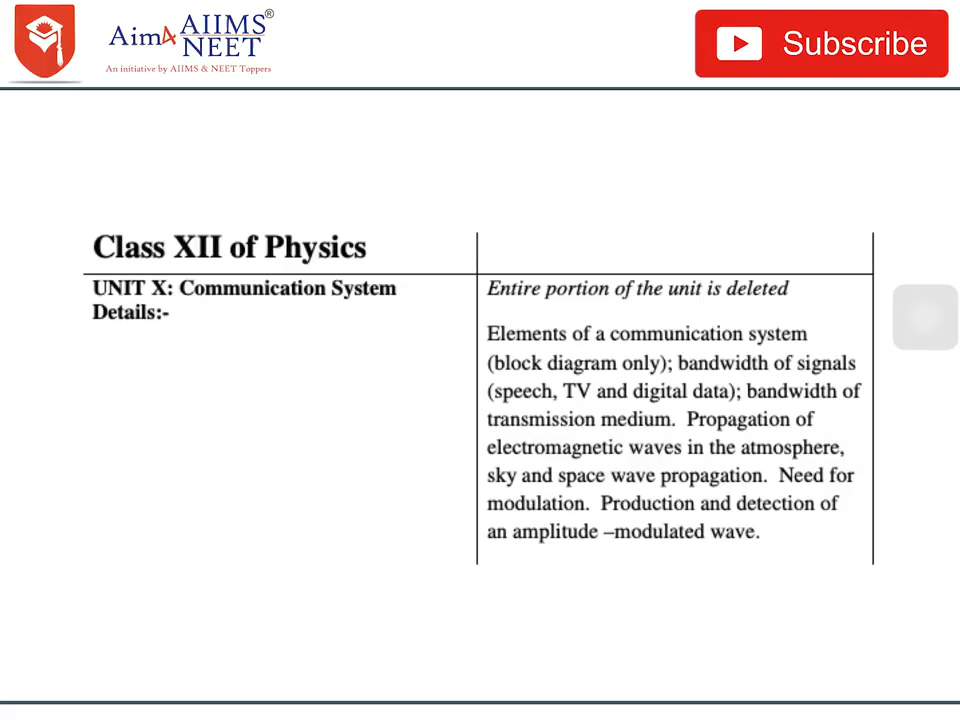 Aim4 AIIMS®
NEET
An initiative by AIIMS & NEET Toppers
Subscribe
Class XII of Physics
UNIT X: Communication System
Details:-
Entire portion of the unit is deleted
Elements of a communication system
(block diagram only); bandwidth of signals
(speech, TV and digital data); bandwidth of
transmission medium. Propagation of
electromagnetic waves in the atmosphere,
sky and space wave propagation. Need for
modulation. Production and detection of
an amplitude –modulated wave.